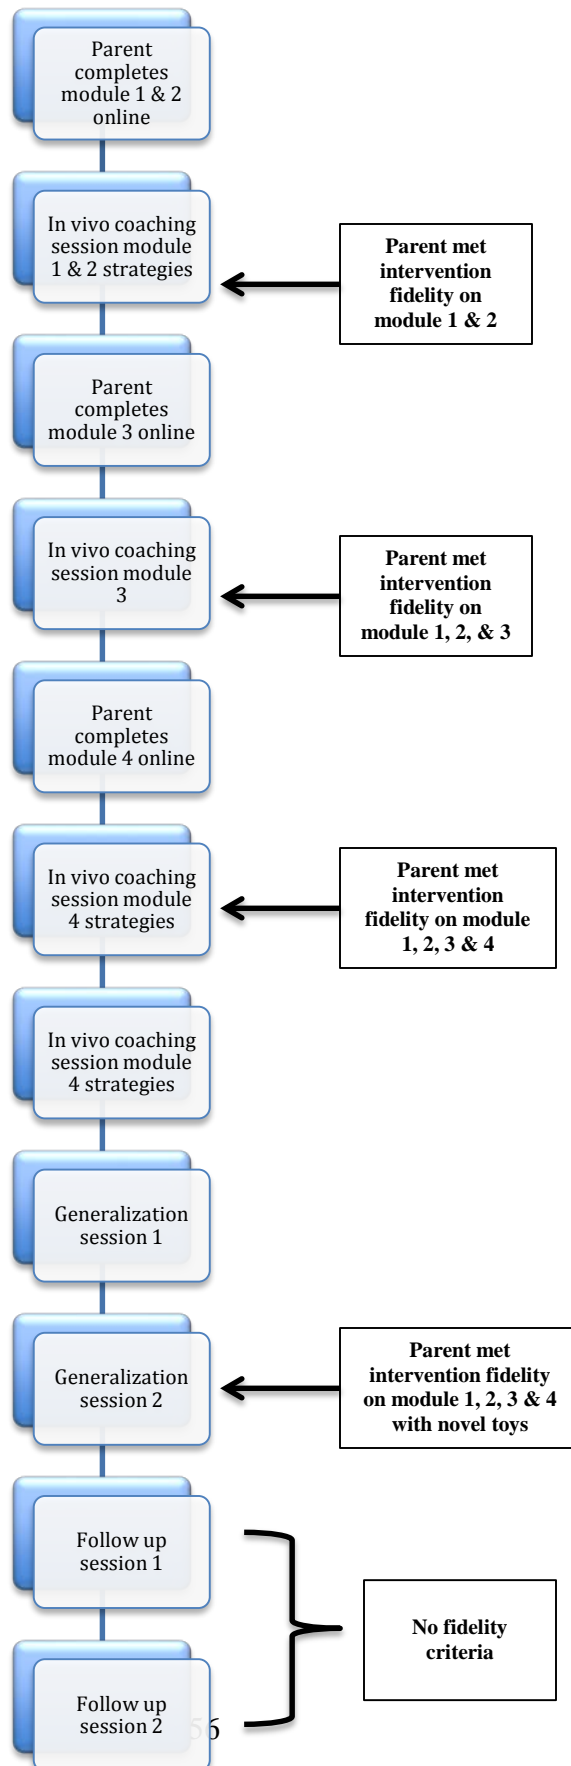 Parent
completes
module 1 & 2
online
In vivo coaching
session module
1 & 2 strategies
Parent met
intervention
fidelity on
module 1 & 2
Parent
completes
module 3 online
In vivo coaching
session module
3
Parent met
intervention
fidelity on
module 1, 2, & 3
Parent
completes
module 4 online
In vivo coaching
session module
4 strategies
Parent met
intervention
fidelity on module
1, 2, 3 & 4
In vivo coaching
session module
4 strategies
Generalization
session 1
Generalization
session 2
Parent met
intervention fidelity
on module 1, 2, 3 & 4
with novel toys
Follow up
session 1
No fidelity
criteria
Follow up
session 2
56